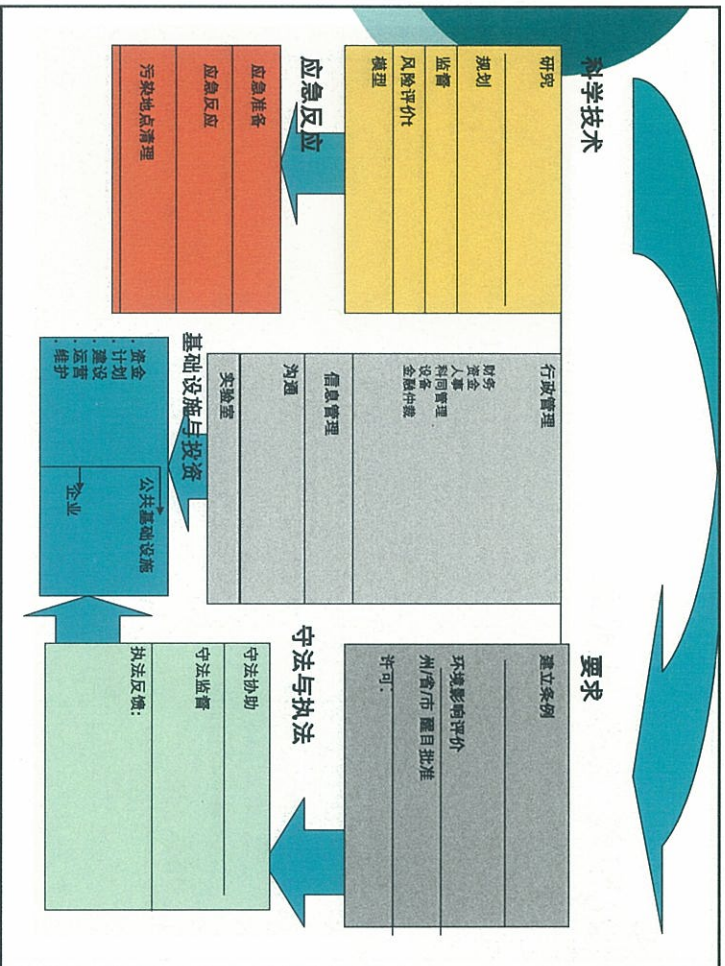 科学技术
研究
规划
监督
风险评价t
模型
应急反应
应急准备
应急反应
污染地点清理
行政管理
财务
资金
人事
科同管理
设备
金融仲裁
信息管理
沟通
实验室
基础设施与投资
. 资金
. 计划
. 建设
. 运营
. 维护
公共基础设施
企业
要求
建立条例
环境影响评价
州/省/市 醒目批准
许可:
守法与执法
守法协助
守法监督
执法反馈: